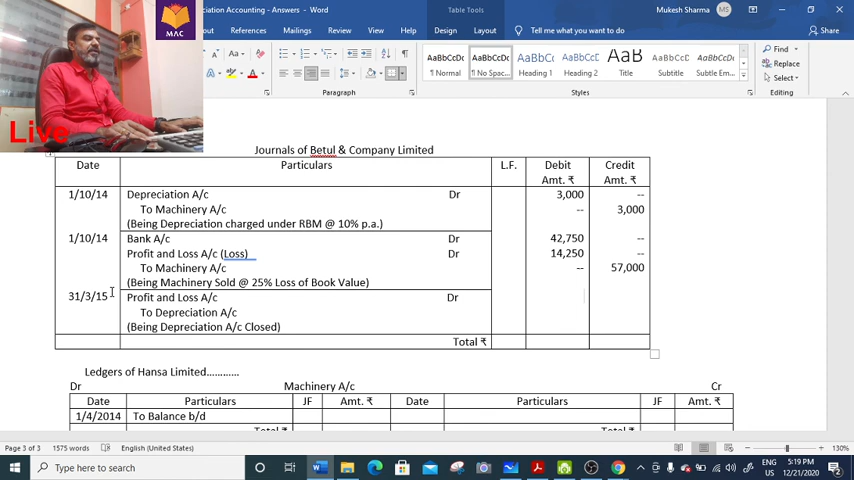 MAC
Live
ciation Accounting - Answers - Word
Table Tools
Mukesh Sharma
MS
out References Mailings Review View Help Design Layout Tell me what you want to do Share
Aa
Paragraph
AaBbCcDc AaBbCcDc AaBbCc AaBbCcD AaB AaBbCcD AaBbCcDc
¶ Normal ¶ No Spac... Heading 1 Heading 2 Title Subtitle Subtle Em...
Styles
Find
Replace
Select
Editing
Journals of Betul & Company Limited
Date Particulars L.F. Debit Credit
Amt. ₹ Amt. ₹
1/10/14 Depreciation A/c Dr 3,000 --
To Machinery A/c -- 3,000
(Being Depreciation charged under RBM @ 10% p.a.)
1/10/14 Bank A/c Dr 42,750 --
Profit and Loss A/c (Loss) Dr 14,250 --
To Machinery A/c -- 57,000
(Being Machinery Sold @ 25% Loss of Book Value)
31/3/15 Profit and Loss A/c Dr
To Depreciation A/c
(Being Depreciation A/c Closed)
Total ₹
Ledgers of Hansa Limited............
Dr Machinery A/c Cr
Date Particulars JF Amt. ₹ Date Particulars JF Amt. ₹
1/4/2014 To Balance b/d
Page 3 of 3 1575 words English (United States) 130%
Type here to search
ENG
US
5:19 PM
12/21/2020
2